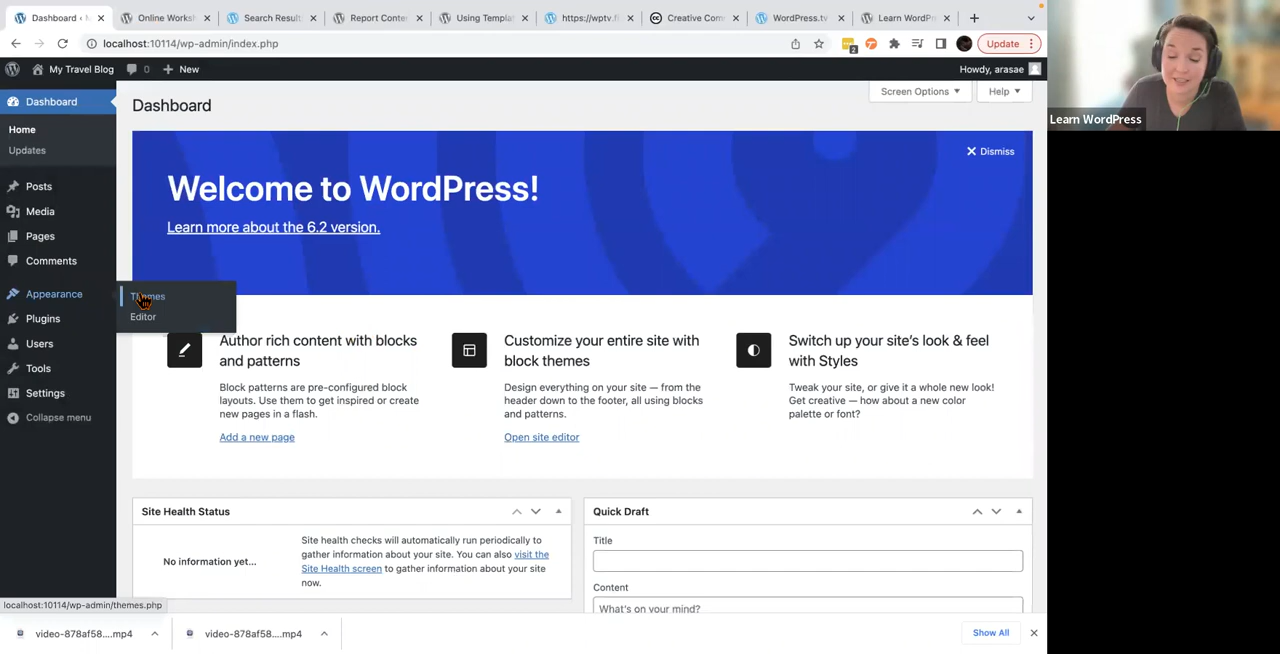 Dashboard ‹ M
Online Worksh
Search Result
Report Conten
Using Templa
https://wptv.fi
Creative Com
WordPress.tv
Learn WordPr
localhost:10114/wp-admin/index.php
2
Update
My Travel Blog
0
New
Howdy, arasae
Dashboard
Home
Updates
Posts
Media
Pages
Comments
Appearance
Plugins
Users
Tools
Settings
Collapse menu
Themes
Editor
Dashboard
Screen Options
Help
Dismiss
Welcome to WordPress!
Learn more about the 6.2 version.
Author rich content with blocks
and patterns
Block patterns are pre-configured block
layouts. Use them to get inspired or create
new pages in a flash.
Add a new page
Customize your entire site with
block themes
Design everything on your site — from the
header down to the footer, all using blocks
and patterns.
Open site editor
Switch up your site's look & feel
with Styles
Tweak your site, or give it a whole new look!
Get creative — how about a new color
palette or font?
Site Health Status
No information yet...
Site health checks will automatically run periodically to
gather information about your site. You can also visit the
Site Health screen to gather information about your site
now.
Quick Draft
Title
Content
What's on your mind?
localhost:10114/wp-admin/themes.php
video-878af58....mp4
video-878af58....mp4
Show All
Learn WordPress